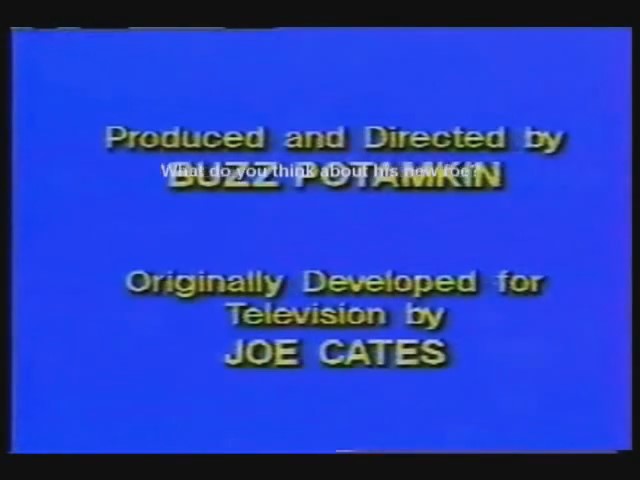 Produced and Directed by
What do you think about his new toe?
BUZZ POTAMKIN
Originally Developed for
Television by
JOE CATES